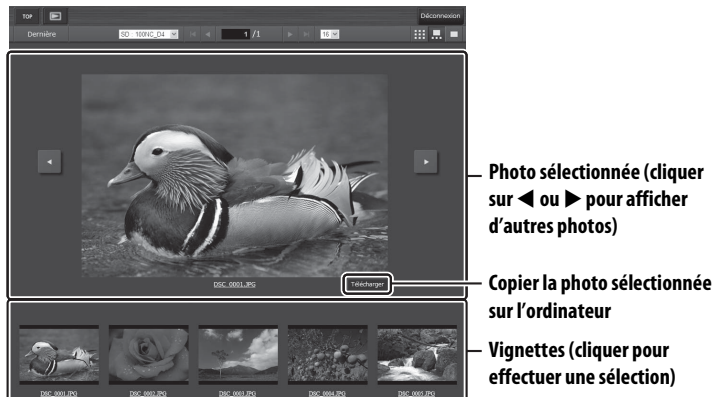 TOP
Déconnexion
Dernière
SD 100NC_D4
1 /1
16
DSC_0001.JPG
Télécharger
Photo sélectionnée (cliquer
sur ◀ ou ▶ pour afficher
d'autres photos)
Copier la photo sélectionnée
sur l'ordinateur
Vignettes (cliquer pour
effectuer une sélection)
DSC_0001.JPG
DSC_0002.JPG
DSC_0003.JPG
DSC_0004.JPG
DSC_0005.JPG